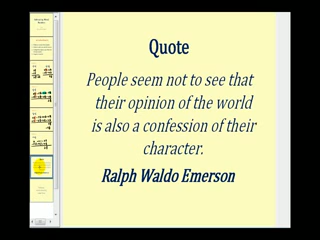 Quote
People seem not to see that
their opinion of the world
is also a confession of their
character.
Ralph Waldo Emerson